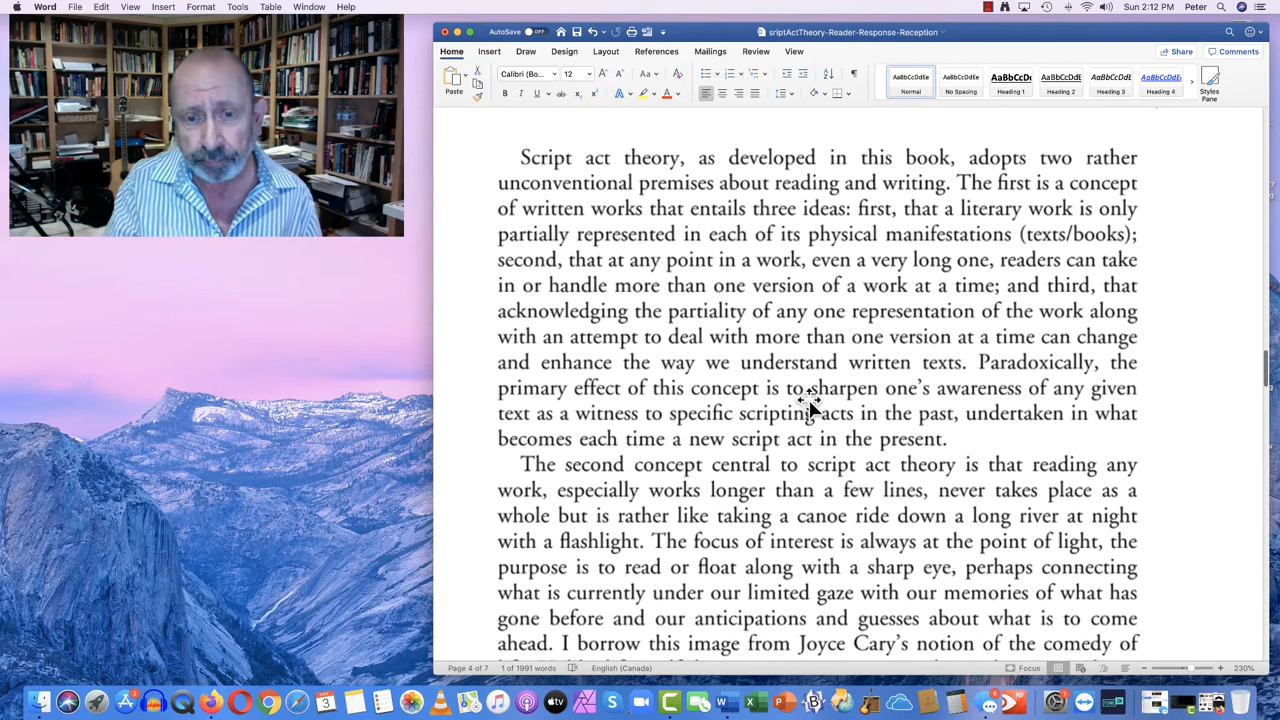 Word File Edit View Insert Format Tools Table Window Help
Sun 2:12 PM Peter
AutoSave OFF
sriptActTheory-Reader-Response-Reception
Home Insert Draw Design Layout References Mailings Review View
Share Comments
Paste
Calibri (Bo... 12
AaBbCcDdEe AaBbCcDdEe AaBbCcDc AaBbCcDdEe AaBbCcDdEe AaBbCcDdEe
Normal No Spacing Heading 1 Heading 2 Heading 3 Heading 4
Styles
Pane
Script act theory, as developed in this book, adopts two rather
unconventional premises about reading and writing. The first is a concept
of written works that entails three ideas: first, that a literary work is only
partially represented in each of its physical manifestations (texts/books);
second, that at any point in a work, even a very long one, readers can take
in or handle more than one version of a work at a time; and third, that
acknowledging the partiality of any one representation of the work along
with an attempt to deal with more than one version at a time can change
and enhance the way we understand written texts. Paradoxically, the
primary effect of this concept is to sharpen one's awareness of any given
text as a witness to specific scripting acts in the past, undertaken in what
becomes each time a new script act in the present.
The second concept central to script act theory is that reading any
work, especially works longer than a few lines, never takes place as a
whole but is rather like taking a canoe ride down a long river at night
with a flashlight. The focus of interest is always at the point of light, the
purpose is to read or float along with a sharp eye, perhaps connecting
what is currently under our limited gaze with our memories of what has
gone before and our anticipations and guesses about what is to come
ahead. I borrow this image from Joyce Cary's notion of the comedy of
Page 4 of 7 1 of 1991 words English (Canada)
Focus
230%